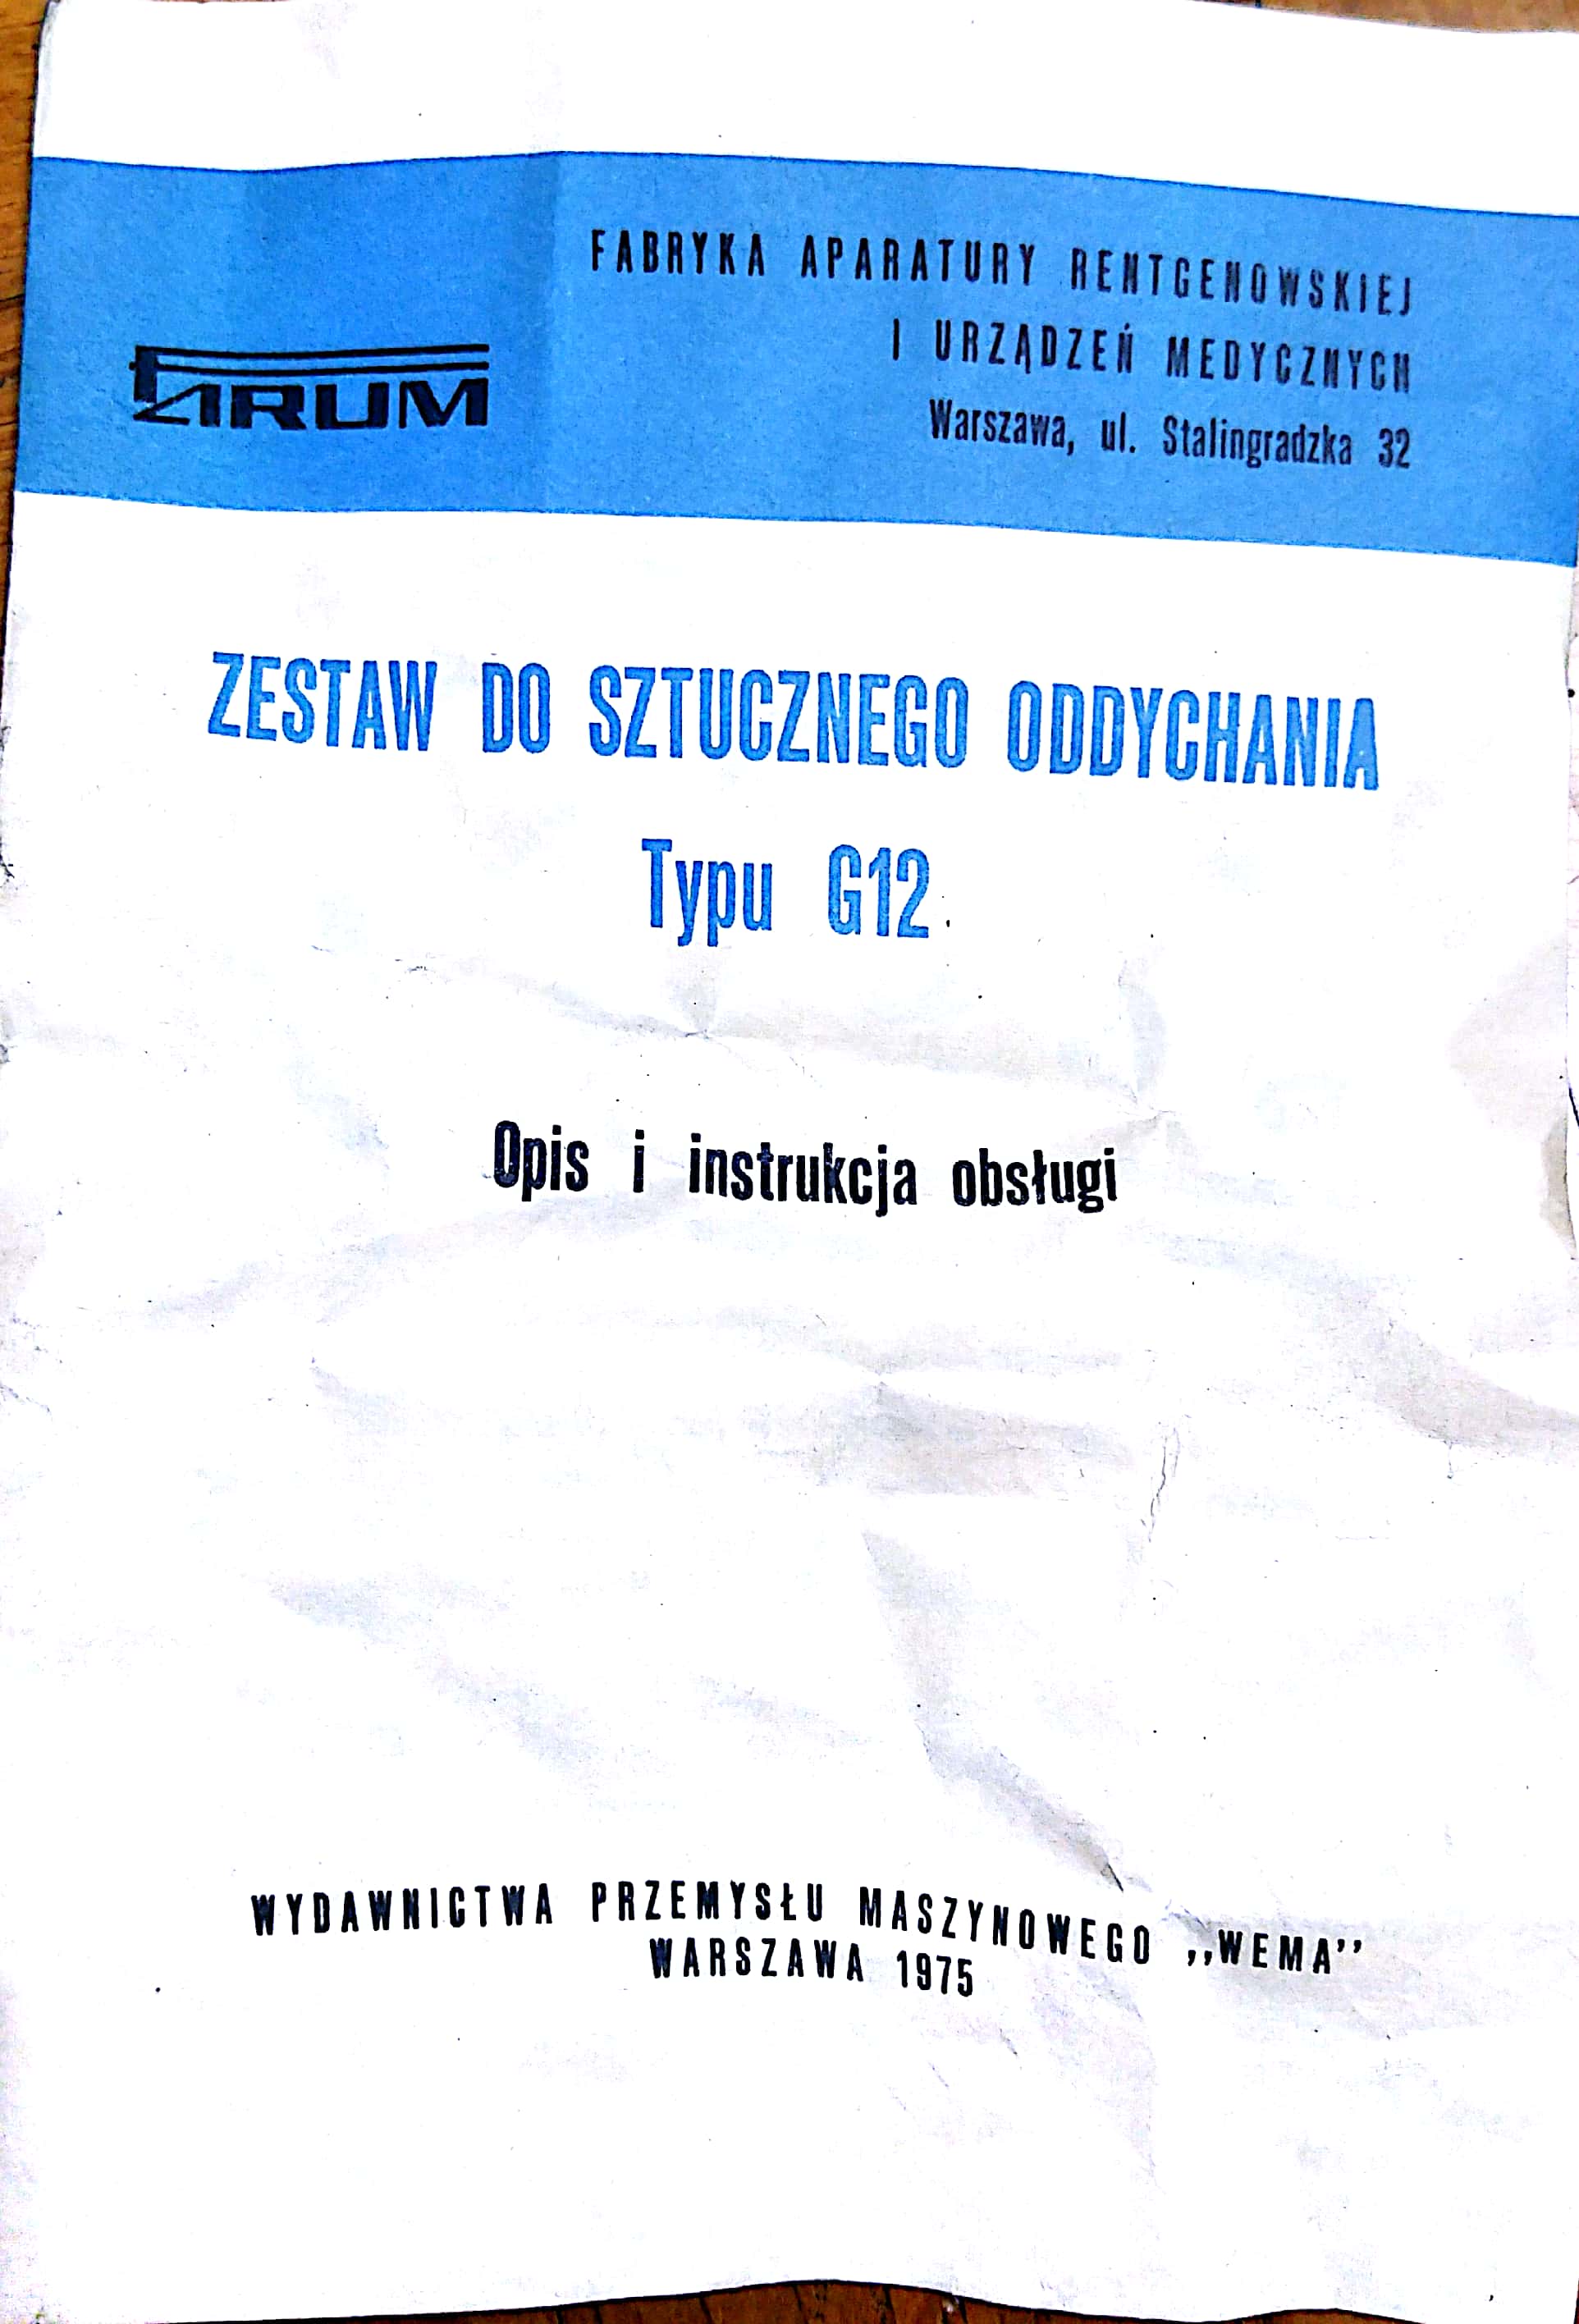 FARUM
FABRYKA APARATURY RENTGENOWSKIEJ
I URZĄDZEŃ MEDYCZNYCH
Warszawa, ul. Stalingradzka 32
ZESTAW DO SZTUCZNEGO ODDYCHANIA
Typu G12
Opis i instrukcja obsługi
WYDAWNICTWA PRZEMYSŁU MASZYNOWEGO ,,WEMA’’
WARSZAWA 1975